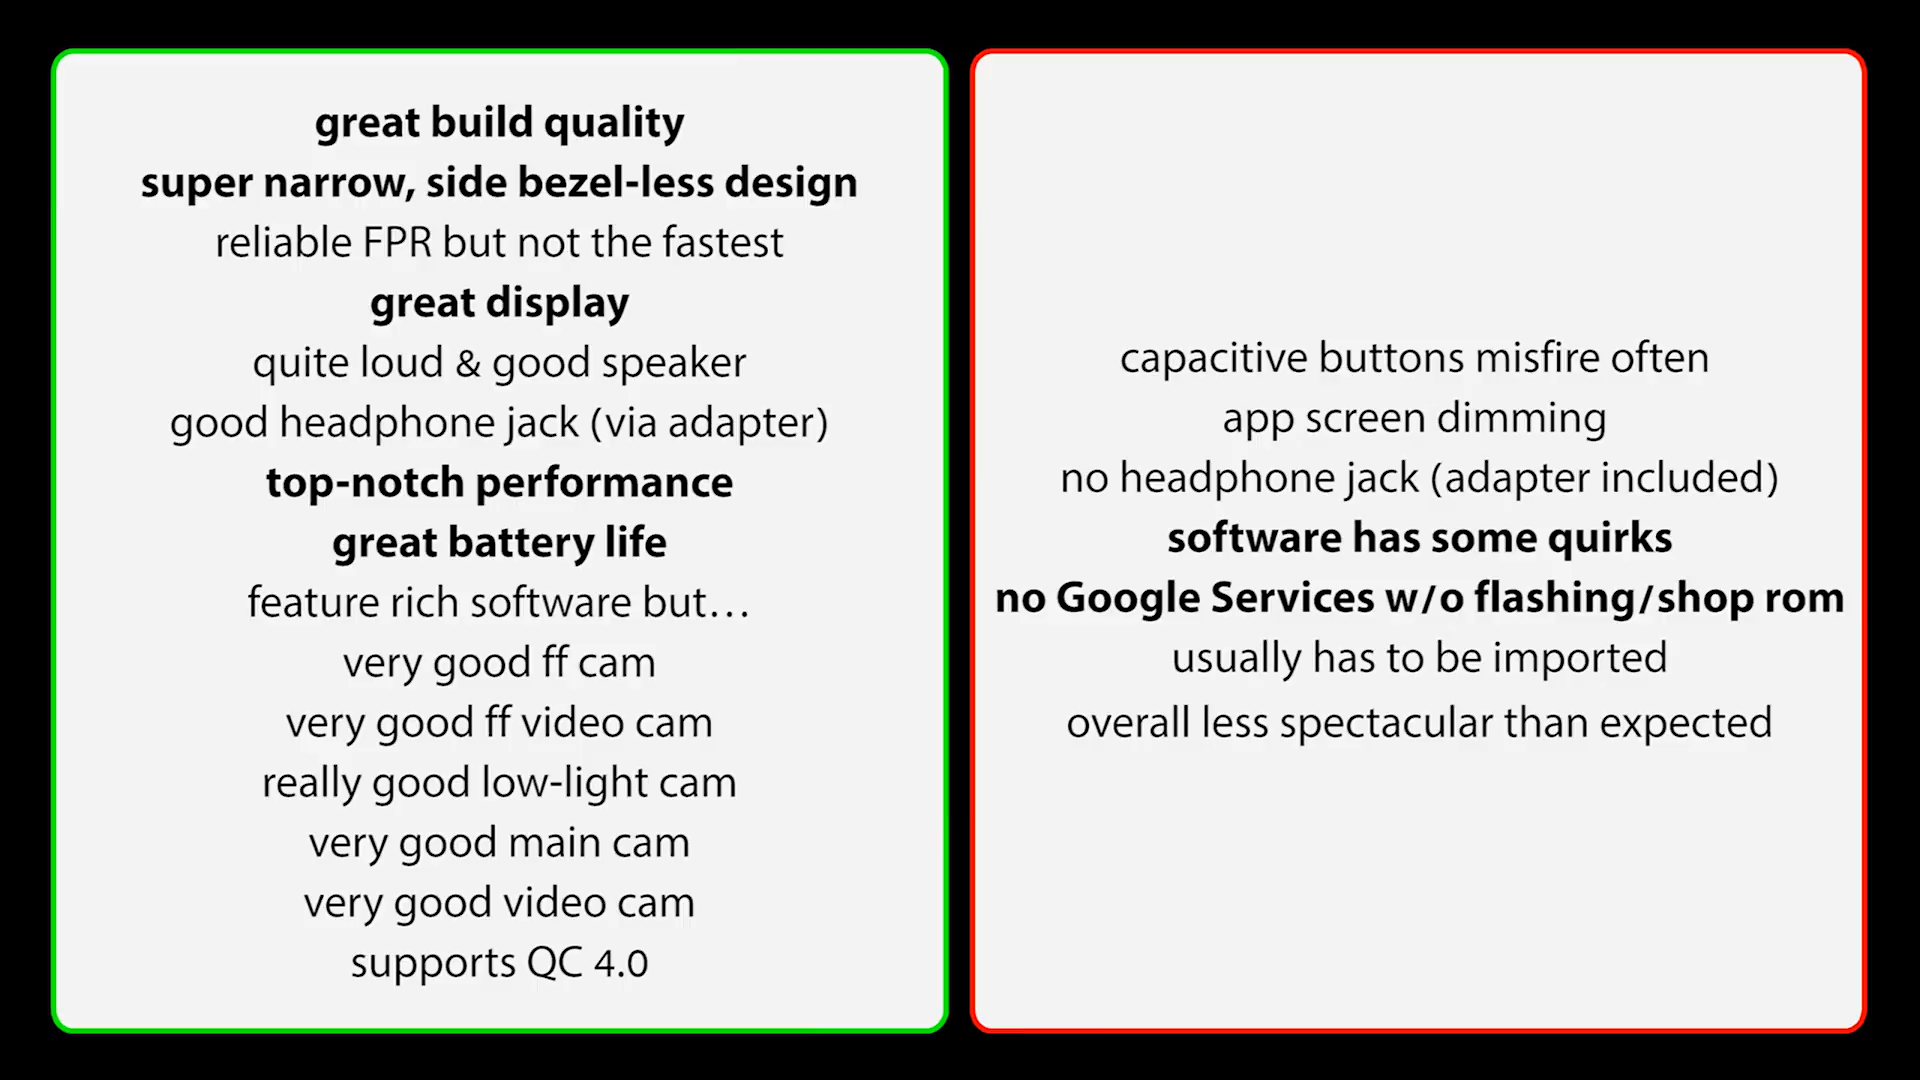 great build quality
super narrow, side bezel-less design
reliable FPR but not the fastest
great display
quite loud & good speaker
good headphone jack (via adapter)
top-notch performance
great battery life
feature rich software but…
very good ff cam
very good ff video cam
really good low-light cam
very good main cam
very good video cam
supports QC 4.0
capacitive buttons misfire often
app screen dimming
no headphone jack (adapter included)
software has some quirks
no Google Services w/o flashing/shop rom
usually has to be imported
overall less spectacular than expected